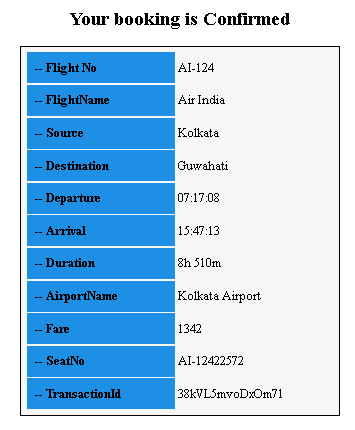 Your booking is Confirmed
-- Flight No AI-124
-- FlightName Air India
-- Source Kolkata
-- Destination Guwahati
-- Departure 07:17:08
-- Arrival 15:47:13
-- Duration 8h 510m
-- AirportName Kolkata Airport
-- Fare 1342
-- SeatNo AI-12422572
-- TransactionId 38kVL5mvoDxOm71